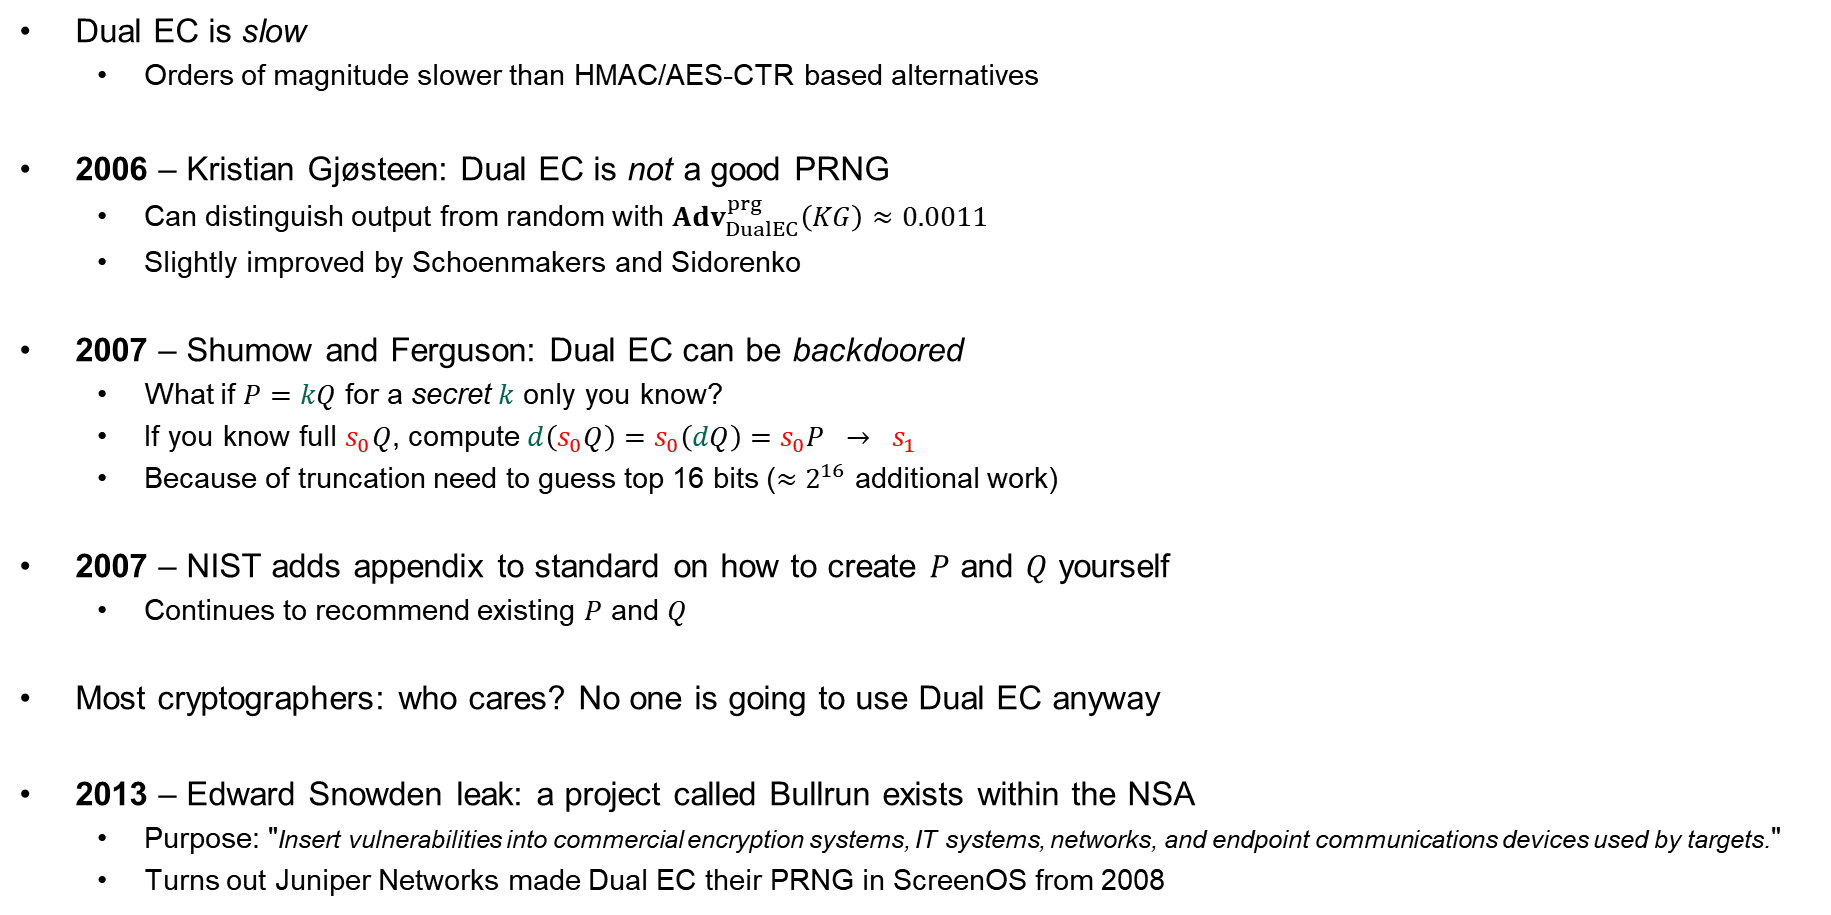 • Dual EC is slow
• Orders of magnitude slower than HMAC/AES-CTR based alternatives
• 2006 – Kristian Gjøsteen: Dual EC is not a good PRNG
• Can distinguish output from random with Adv^prg_DualEC(KG) ≈ 0.0011
• Slightly improved by Schoenmakers and Sidorenko
• 2007 – Shumow and Ferguson: Dual EC can be backdoored
• What if P = kQ for a secret k only you know?
• If you know full s₀Q, compute d(s₀Q) = s₀(dQ) = s₀P → s₁
• Because of truncation need to guess top 16 bits (≈ 2¹⁶ additional work)
• 2007 – NIST adds appendix to standard on how to create P and Q yourself
• Continues to recommend existing P and Q
• Most cryptographers: who cares? No one is going to use Dual EC anyway
• 2013 – Edward Snowden leak: a project called Bullrun exists within the NSA
• Purpose: "Insert vulnerabilities into commercial encryption systems, IT systems, networks, and endpoint communications devices used by targets."
• Turns out Juniper Networks made Dual EC their PRNG in ScreenOS from 2008